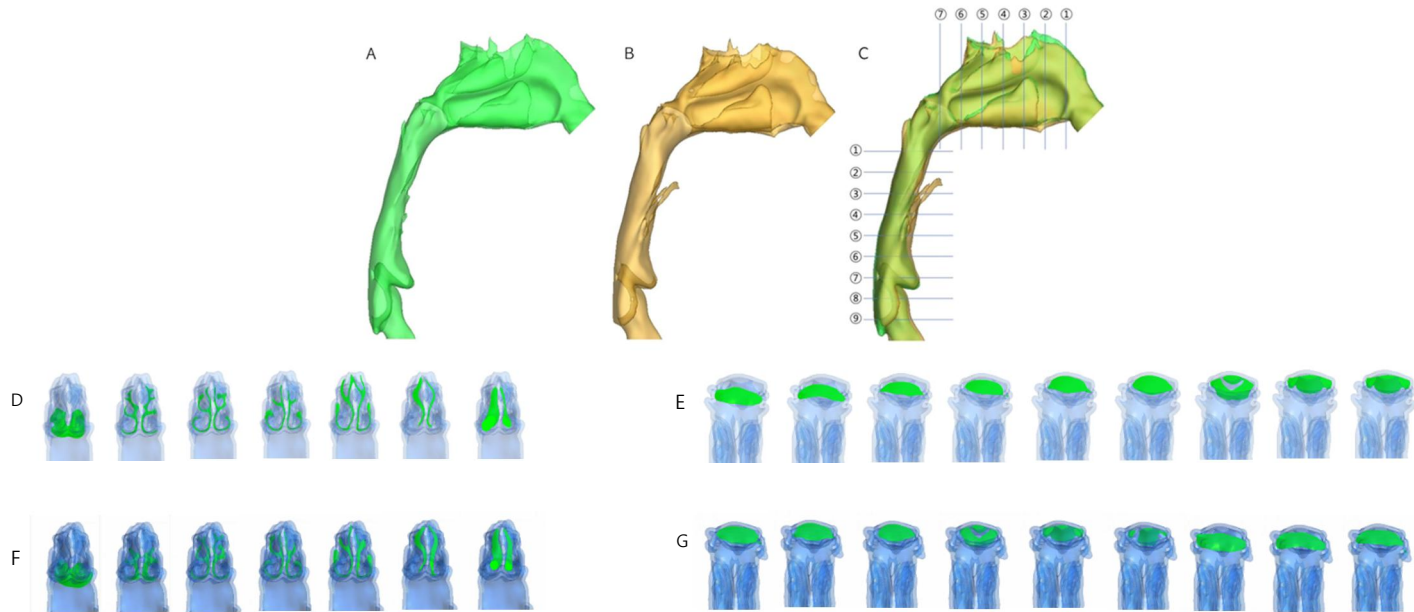 ⑦ ⑥ ⑤ ④ ③ ② ①
A B C
①
②
③
④
⑤
⑥
⑦
⑧
⑨
D E
F G